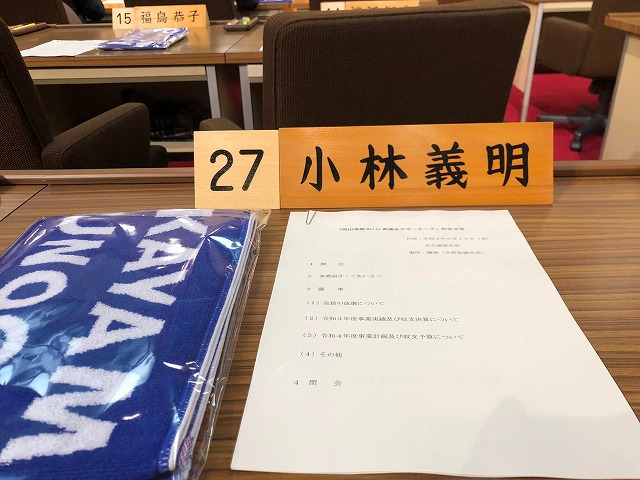 15 福島恭子
27 小林義明
KAYAM
UNOO
1 開 会
2 来賓紹介・ごあいさつ
3 議 事
(1)役員の改選について
(2)令和3年度事業実績及び収支決算について
(3)令和4年度事業計画及び収支予算について
(4)その他
4 閉 会